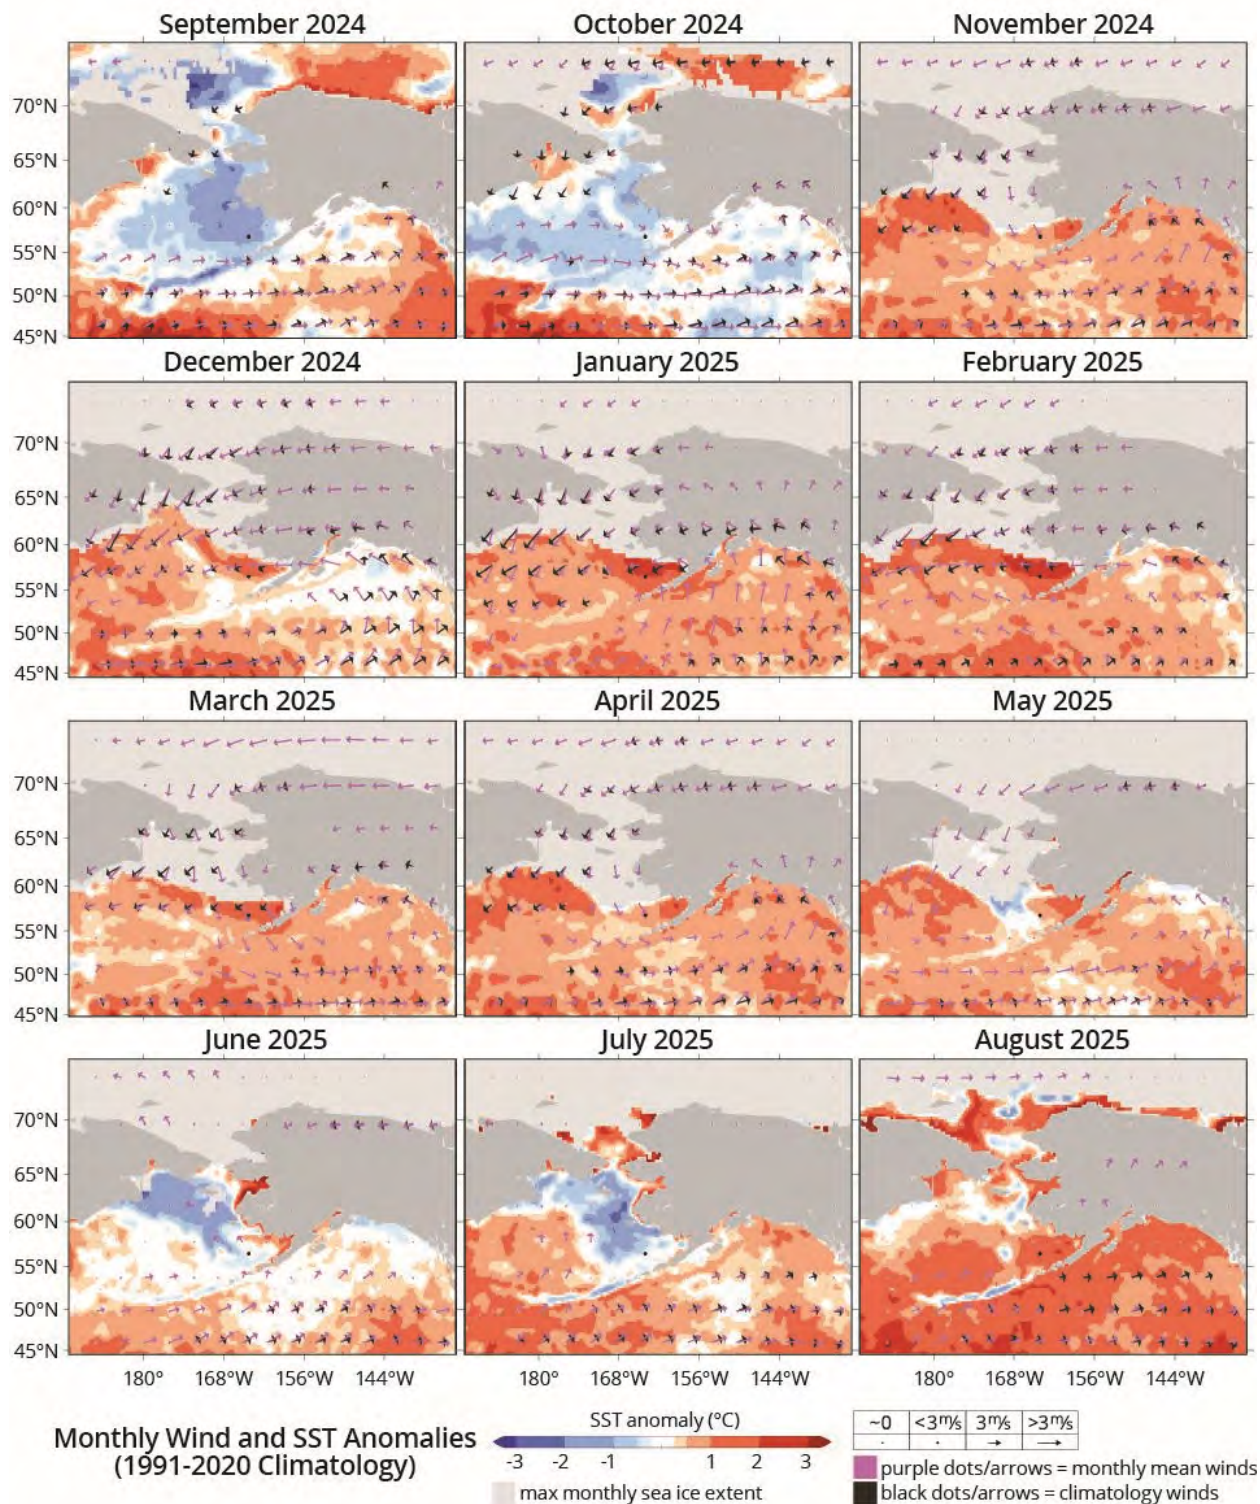 September 2024
October 2024
November 2024
70°N
65°N
60°N
55°N
50°N
45°N
December 2024
January 2025
February 2025
70°N
65°N
60°N
55°N
50°N
45°N
March 2025
April 2025
May 2025
70°N
65°N
60°N
55°N
50°N
45°N
June 2025
July 2025
August 2025
70°N
65°N
60°N
55°N
50°N
45°N
180° 168°W 156°W 144°W
180° 168°W 156°W 144°W
180° 168°W 156°W 144°W
Monthly Wind and SST Anomalies
(1991-2020 Climatology)
SST anomaly (°C)
-3 -2 -1 1 2 3
max monthly sea ice extent
~0 <3m/s 3m/s >3m/s
purple dots/arrows = monthly mean winds
black dots/arrows = climatology winds